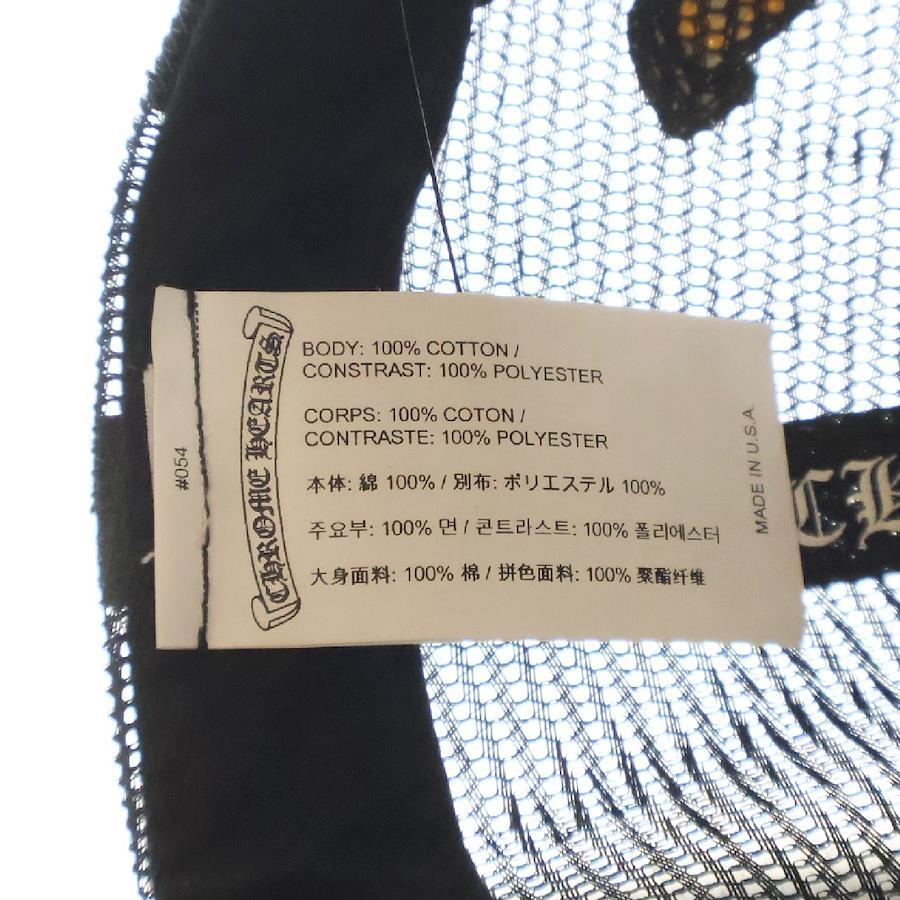 #054
CHROME HEARTS
BODY: 100% COTTON /
CONSTRAST: 100% POLYESTER
CORPS: 100% COTON /
CONTRASTE: 100% POLYESTER
本体: 綿 100% / 別布: ポリエステル 100%
주요부: 100% 면 / 콘트라스트: 100% 폴리에스터
大身面料: 100% 棉 / 拼色面料: 100% 聚酯纤维
MADE IN U.S.A.